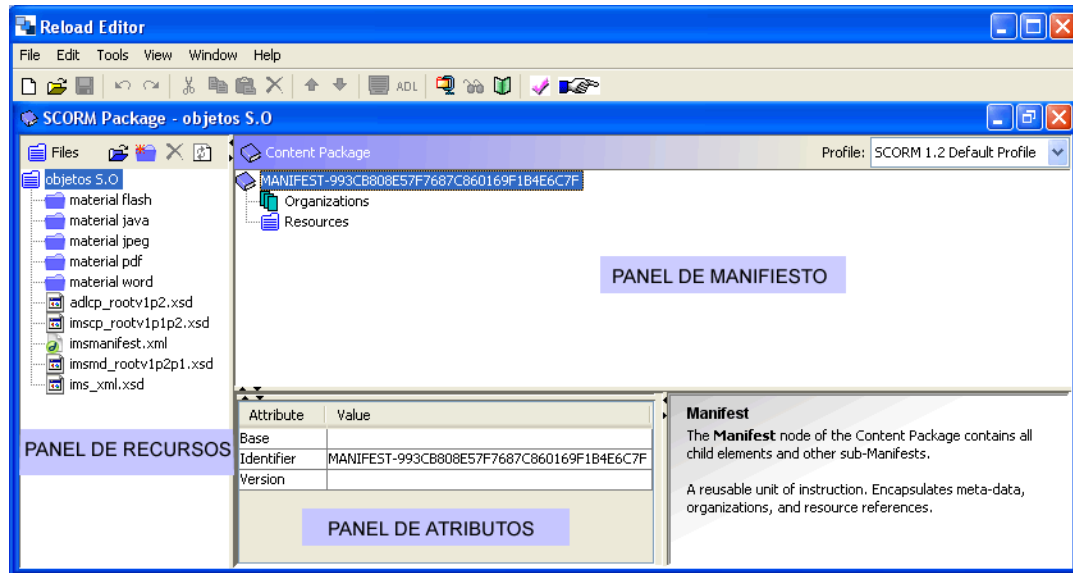 Reload Editor
File Edit Tools View Window Help
ADL
SCORM Package - objetos S.O
Files
Content Package
Profile: SCORM 1.2 Default Profile
objetos S.O
material flash
material java
material jpeg
material pdf
material word
adlcp_rootv1p2.xsd
imscp_rootv1p1p2.xsd
imsmanifest.xml
imsmd_rootv1p2p1.xsd
ims_xml.xsd
PANEL DE RECURSOS
MANIFEST-993CB808E57F7687C860169F1B4E6C7F
Organizations
Resources
PANEL DE MANIFIESTO
Attribute Value
Base
Identifier MANIFEST-993CB808E57F7687C860169F1B4E6C7F
Version
PANEL DE ATRIBUTOS
Manifest
The Manifest node of the Content Package contains all
child elements and other sub-Manifests.
A reusable unit of instruction. Encapsulates meta-data,
organizations, and resource references.